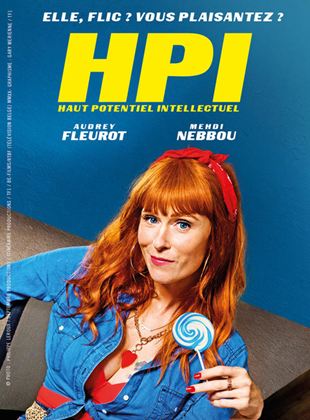 ELLE, FLIC ? VOUS PLAISANTEZ ?
HPI
HAUT POTENTIEL INTELLECTUEL
AUDREY MEHDI
FLEUROT NEBBOU